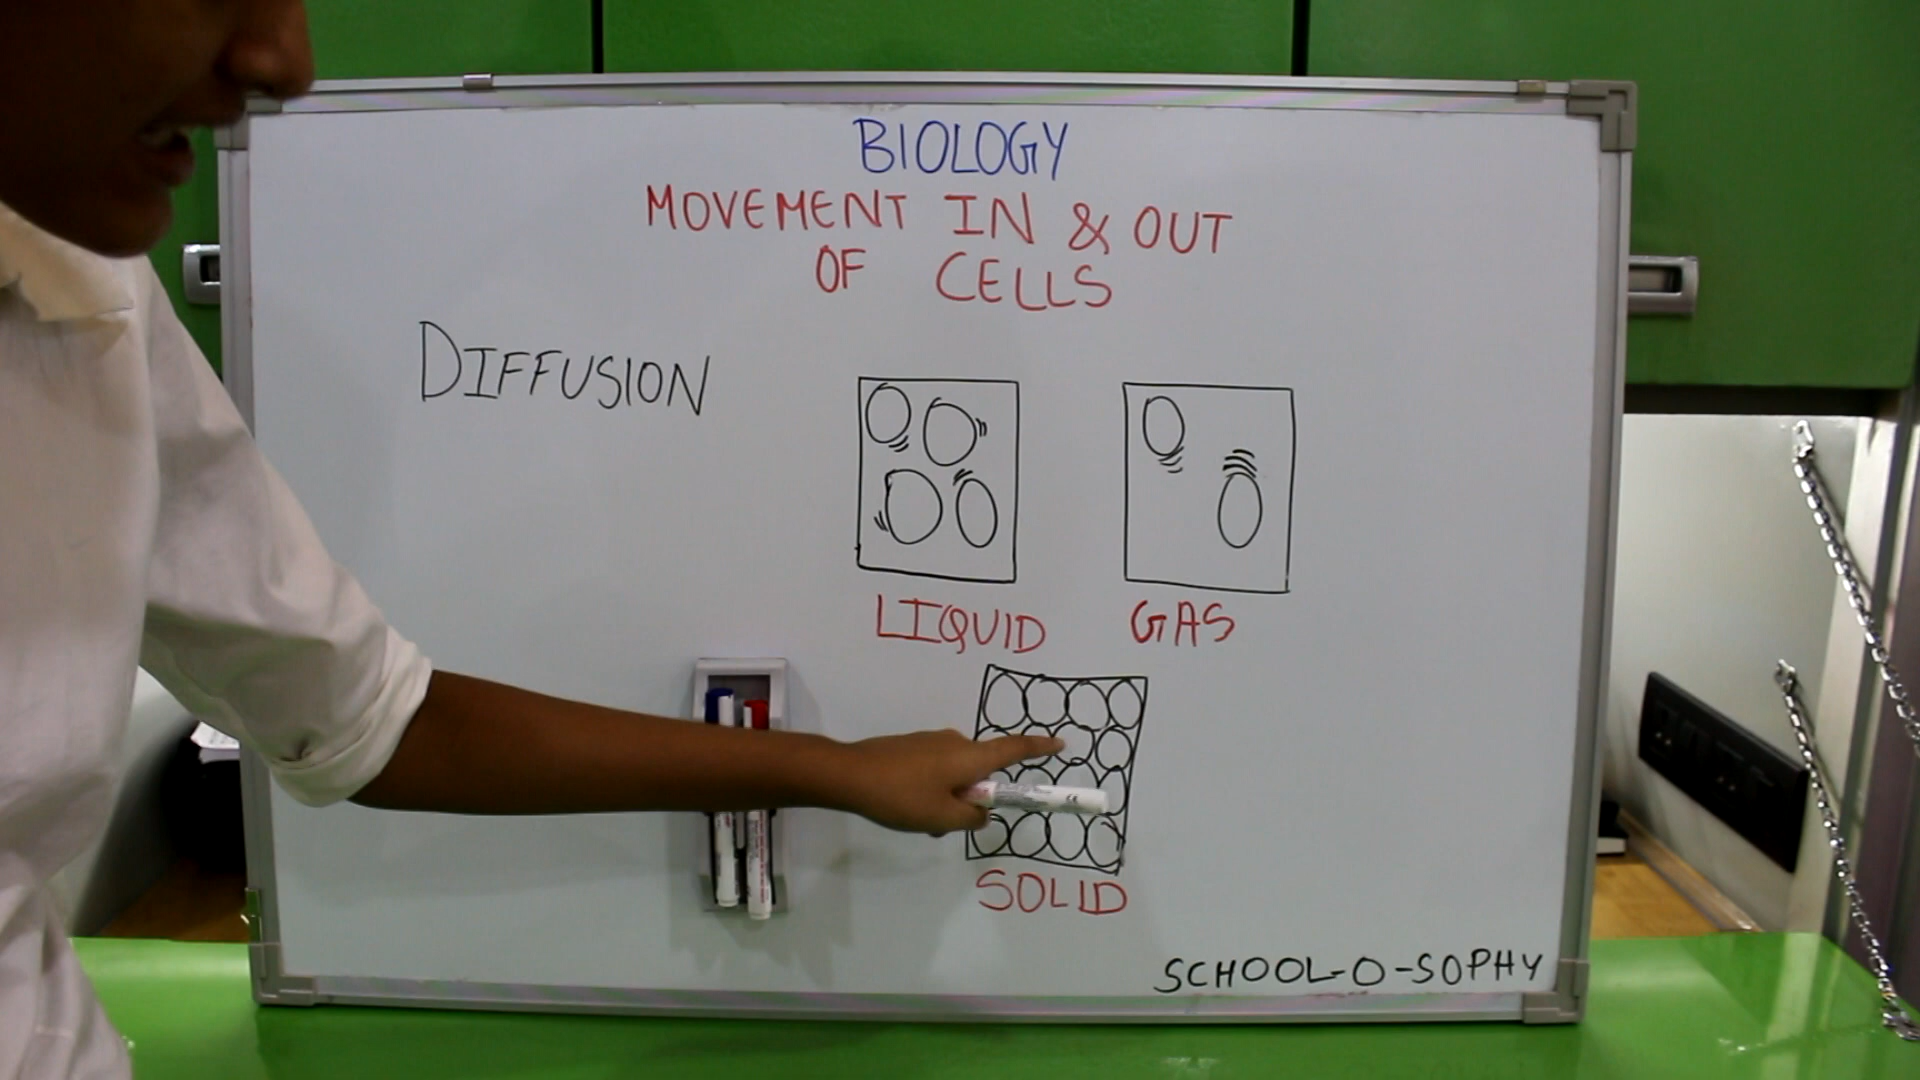 BIOLOGY
MOVEMENT IN & OUT
OF CELLS
DIFFUSION
LIQUID
GAS
SOLID
SCHOOL-O-SOPHY